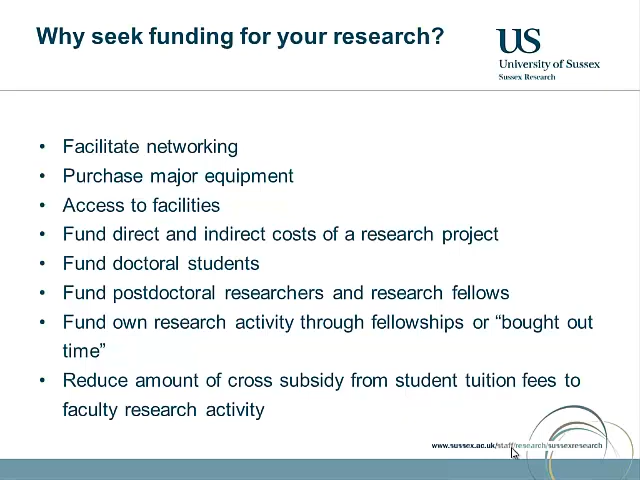 Why seek funding for your research?
US
University of Sussex
Sussex Research
• Facilitate networking
• Purchase major equipment
• Access to facilities
• Fund direct and indirect costs of a research project
• Fund doctoral students
• Fund postdoctoral researchers and research fellows
• Fund own research activity through fellowships or “bought out
time”
• Reduce amount of cross subsidy from student tuition fees to
faculty research activity
www.sussex.ac.uk/staff/research/sussexresearch